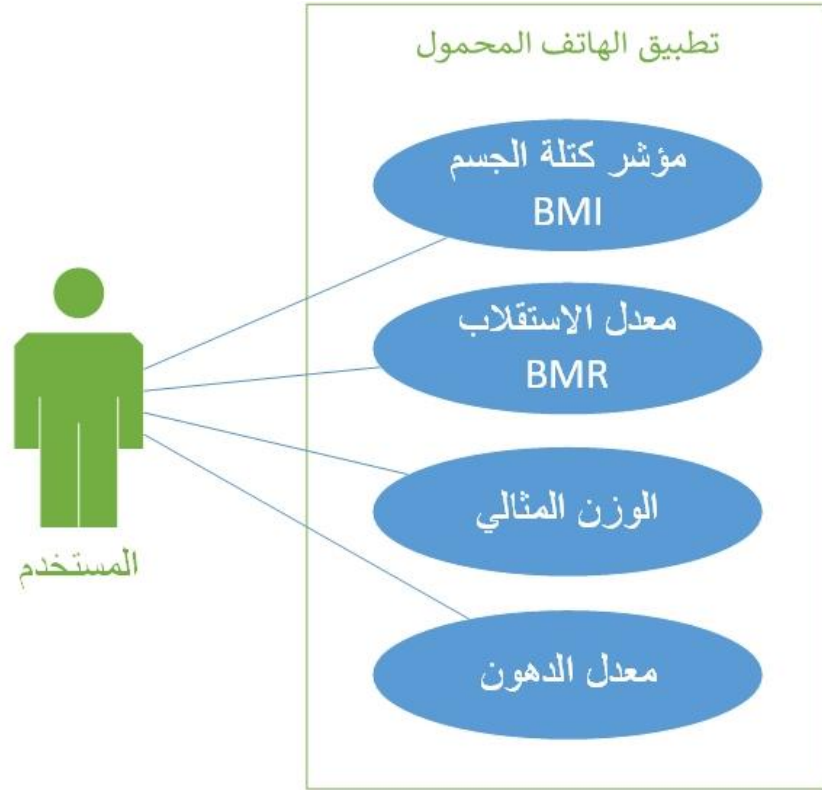 تطبيق الهاتف المحمول
مؤشر كتلة الجسم
BMI
معدل الاستقلاب
BMR
الوزن المثالي
معدل الدهون
المستخدم